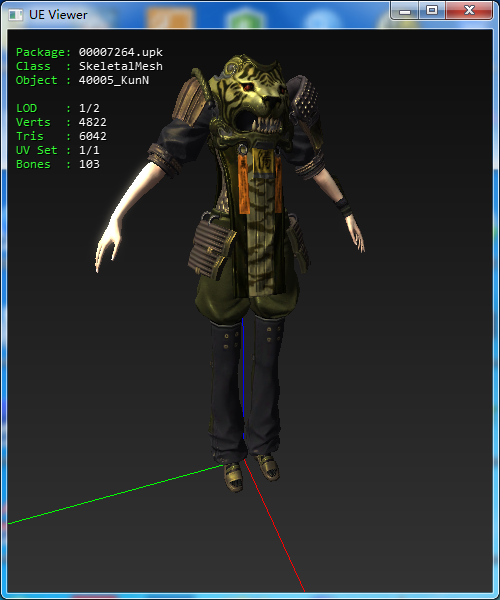 UE Viewer
Package: 00007264.upk
Class : SkeletalMesh
Object : 40005_KunN
LOD : 1/2
Verts : 4822
Tris : 6042
UV Set : 1/1
Bones : 103